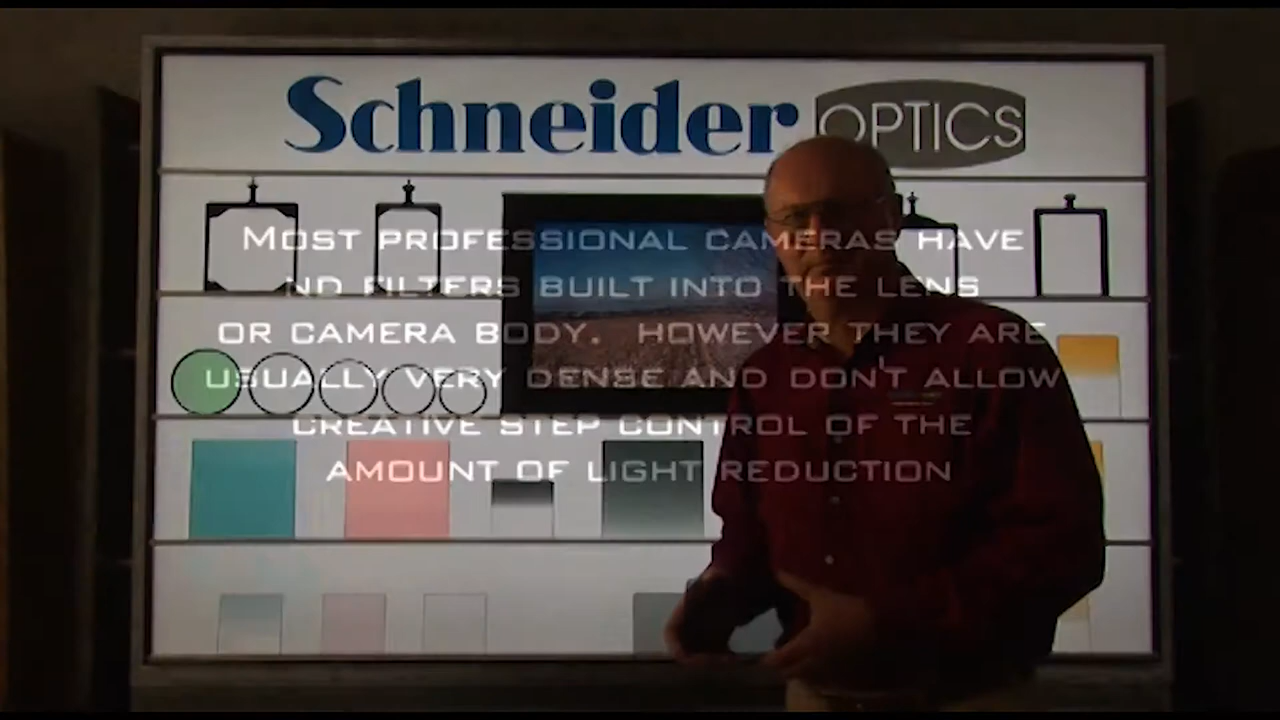 Schneider OPTICS
MOST PROFESSIONAL CAMERAS HAVE
ND FILTERS BUILT INTO THE LENS
OR CAMERA BODY. HOWEVER THEY ARE
USUALLY VERY DENSE AND DON'T ALLOW
CREATIVE STEP CONTROL OF THE
AMOUNT OF LIGHT REDUCTION